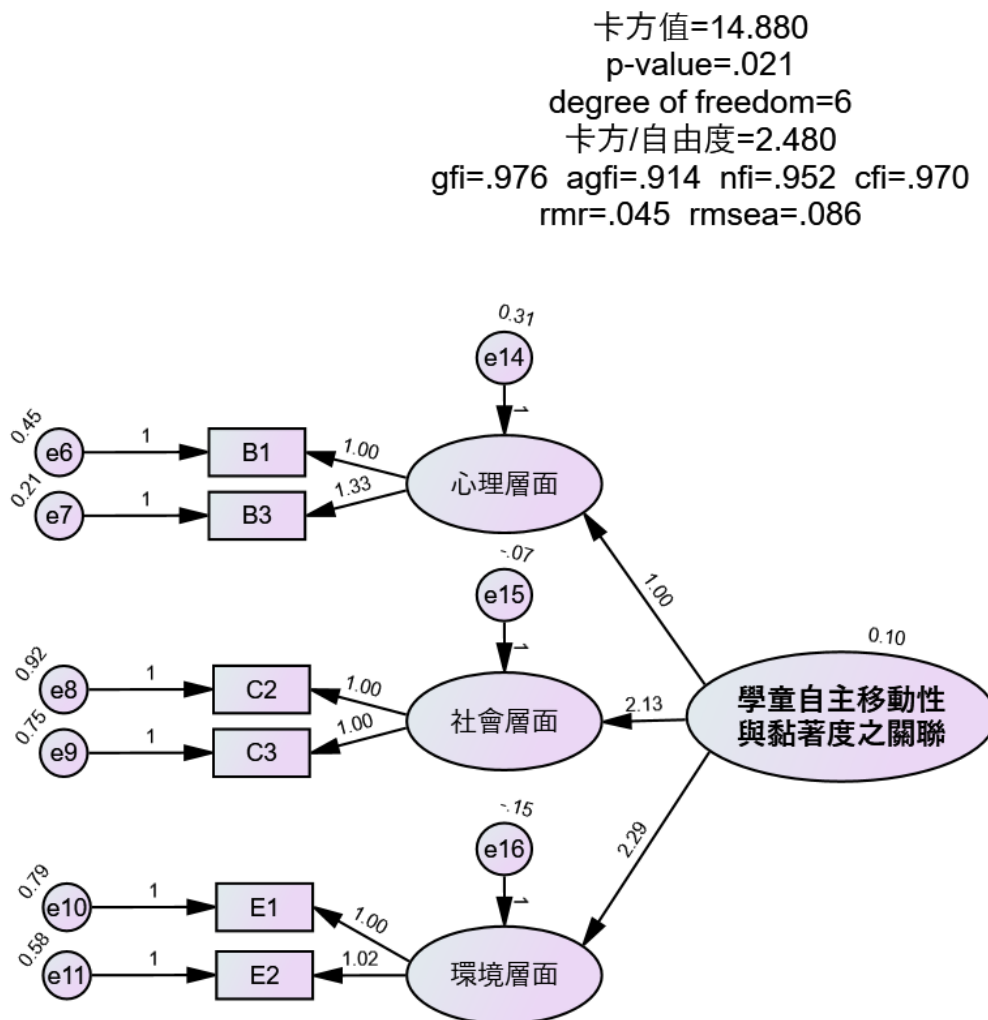 卡方值=14.880
p-value=.021
degree of freedom=6
卡方/自由度=2.480
gfi=.976 agfi=.914 nfi=.952 cfi=.970
rmr=.045 rmsea=.086
0.31
e14
1
0.45
e6
1
B1
1.00
心理層面
0.21
e7
1
B3
1.33
-.07
e15
1
1.00
0.10
學童自主移動性
與黏著度之關聯
0.92
e8
1
C2
1.00
社會層面
2.13
0.75
e9
1
C3
1.00
-.15
e16
1
2.29
0.79
e10
1
E1
1.00
環境層面
0.58
e11
1
E2
1.02